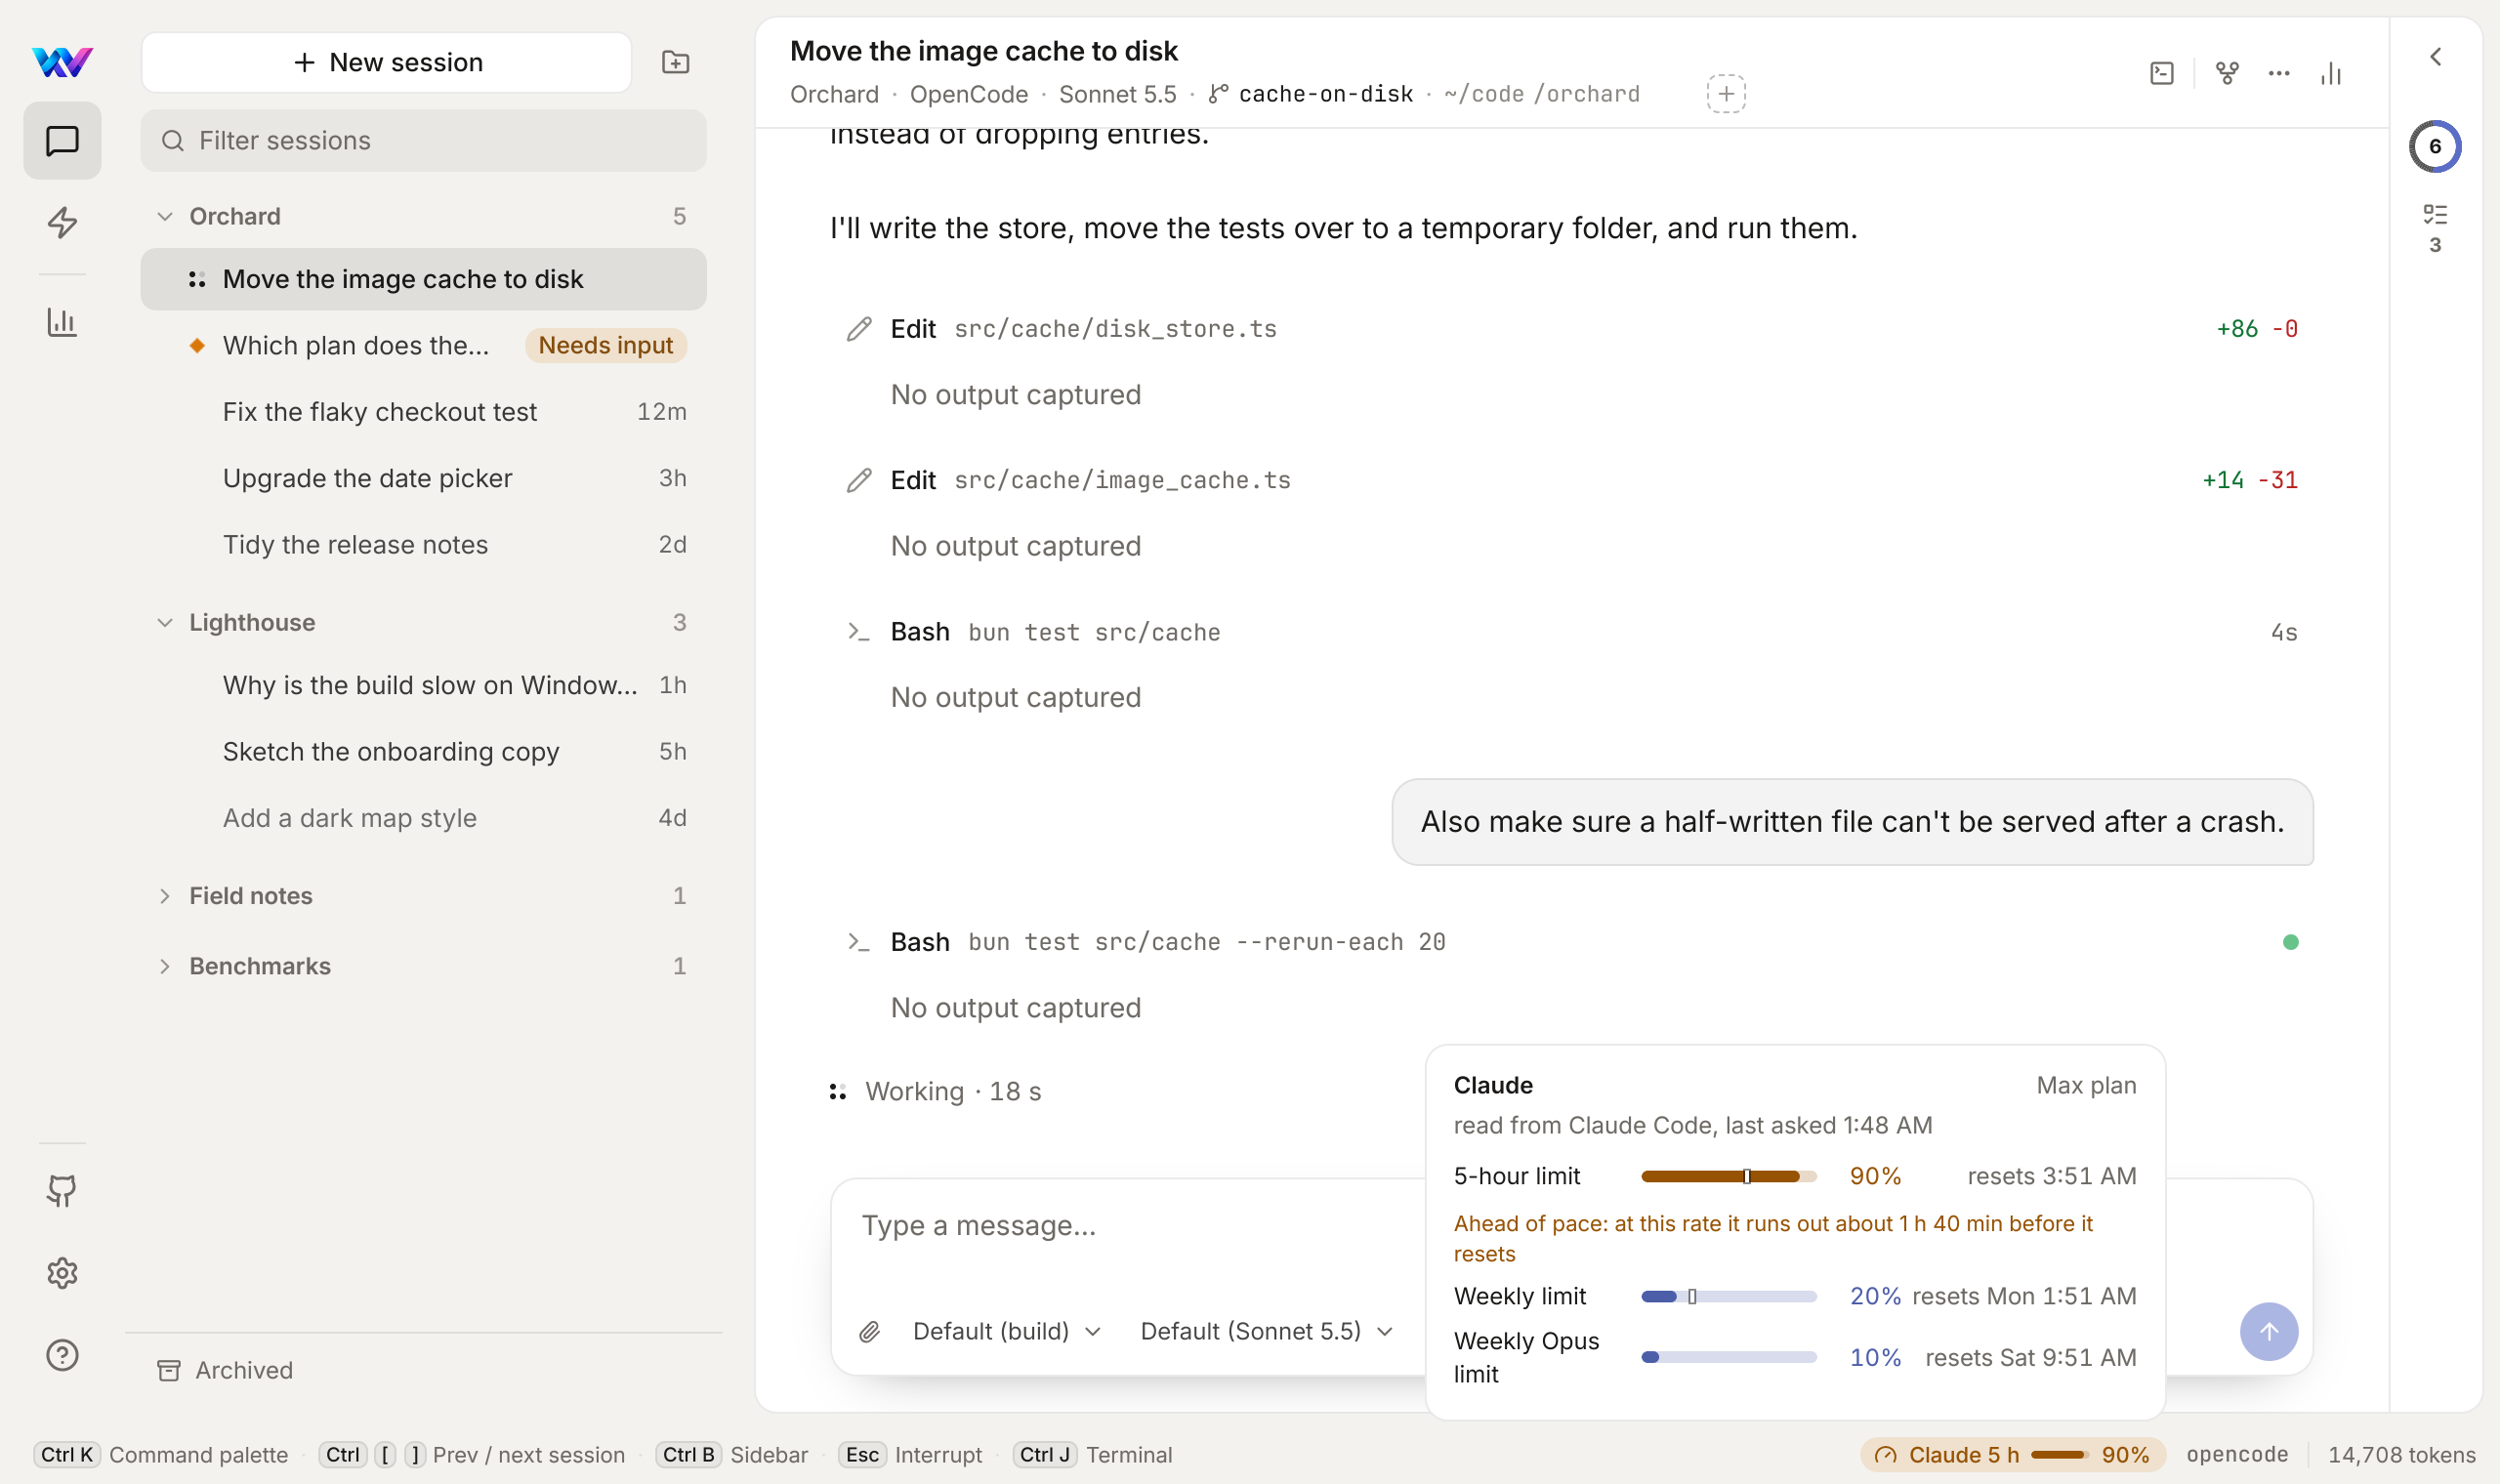 New session
Filter sessions
Orchard 5
Move the image cache to disk
Which plan does the... Needs input
Fix the flaky checkout test 12m
Upgrade the date picker 3h
Tidy the release notes 2d
Lighthouse 3
Why is the build slow on Window... 1h
Sketch the onboarding copy 5h
Add a dark map style 4d
Field notes 1
Benchmarks 1
Archived
Move the image cache to disk
Orchard · OpenCode · Sonnet 5.5 · cache-on-disk · ~/code /orchard
instead of dropping entries.
I'll write the store, move the tests over to a temporary folder, and run them.
Edit src/cache/disk_store.ts +86 -0
No output captured
Edit src/cache/image_cache.ts +14 -31
No output captured
Bash bun test src/cache 4s
No output captured
Also make sure a half-written file can't be served after a crash.
Bash bun test src/cache --rerun-each 20
No output captured
Working · 18 s
Type a message...
Default (build) Default (Sonnet 5.5)
Claude Max plan
read from Claude Code, last asked 1:48 AM
5-hour limit 90% resets 3:51 AM
Ahead of pace: at this rate it runs out about 1 h 40 min before it
resets
Weekly limit 20% resets Mon 1:51 AM
Weekly Opus
limit 10% resets Sat 9:51 AM
6
3
Ctrl K Command palette · Ctrl [ ] Prev / next session · Ctrl B Sidebar · Esc Interrupt · Ctrl J Terminal
Claude 5 h 90% opencode 14,708 tokens